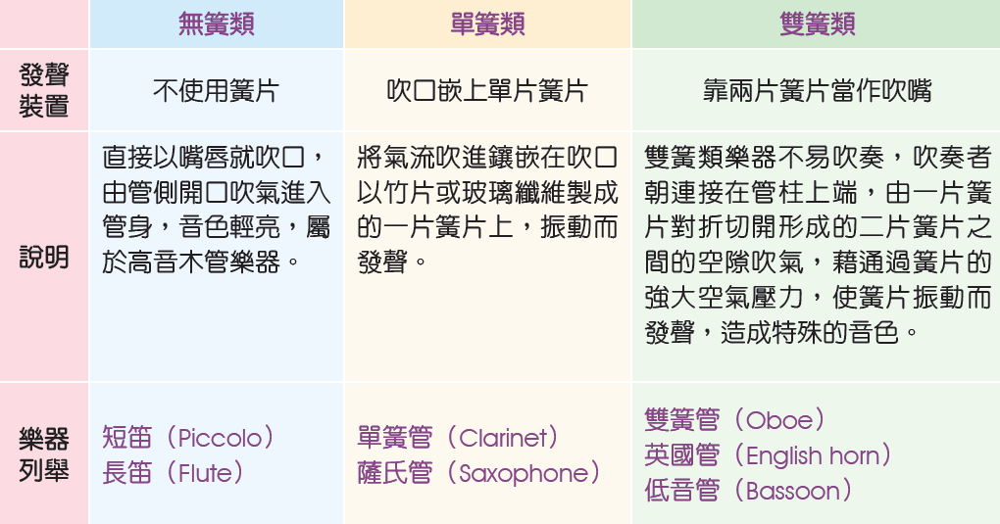 無簧類
單簧類
雙簧類
發聲
裝置
不使用簧片
吹口嵌上單片簧片
靠兩片簧片當作吹嘴
說明
直接以嘴唇就吹口，
由管側開口吹氣進入
管身，音色輕亮，屬
於高音木管樂器。
將氣流吹進鑲嵌在吹口
以竹片或玻璃纖維製成
的一片簧片上，振動而
發聲。
雙簧類樂器不易吹奏，吹奏者
朝連接在管柱上端，由一片簧
片對折切開形成的二片簧片之
間的空隙吹氣，藉通過簧片的
強大空氣壓力，使簧片振動而
發聲，造成特殊的音色。
樂器
列舉
短笛（Piccolo）
長笛（Flute）
單簧管（Clarinet）
薩氏管（Saxophone）
雙簧管（Oboe）
英國管（English horn）
低音管（Bassoon）